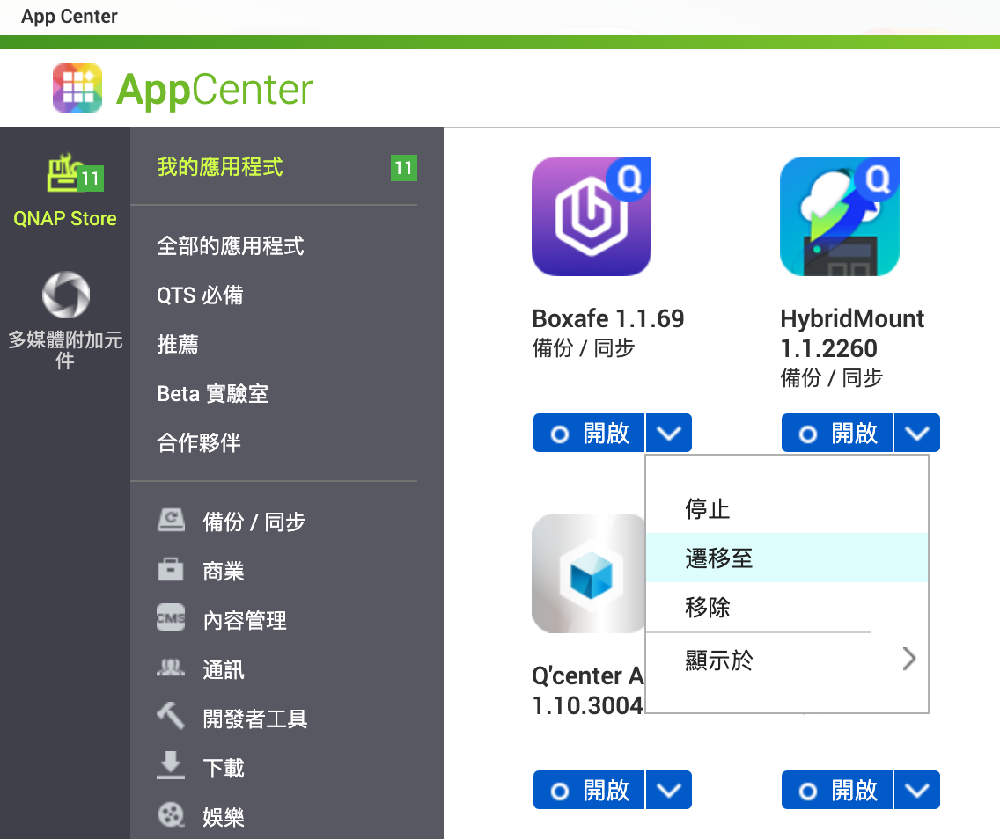 App Center
AppCenter
11
QNAP Store
多媒體附加元
件
我的應用程式
11
全部的應用程式
QTS 必備
推薦
Beta 實驗室
合作夥伴
備份 / 同步
商業
CMS
內容管理
通訊
開發者工具
下載
娛樂
Q
Boxafe 1.1.69
備份 / 同步
開啟
Q
HybridMount
1.1.2260
備份 / 同步
開啟
停止
遷移至
移除
顯示於
Q'center A
1.10.3004
開啟
開啟